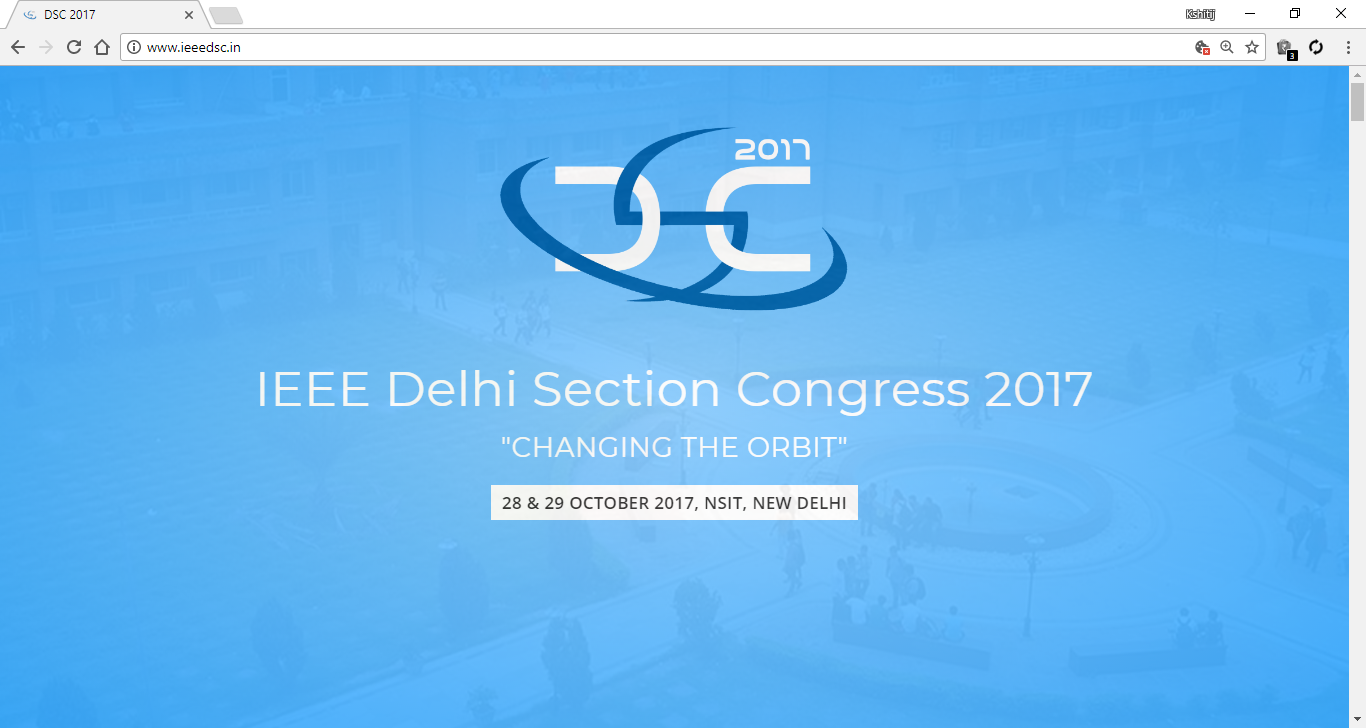 DSC 2017
Kshitij
www.ieeedsc.in
3
2017
DSC
IEEE Delhi Section Congress 2017
"CHANGING THE ORBIT"
28 & 29 OCTOBER 2017, NSIT, NEW DELHI